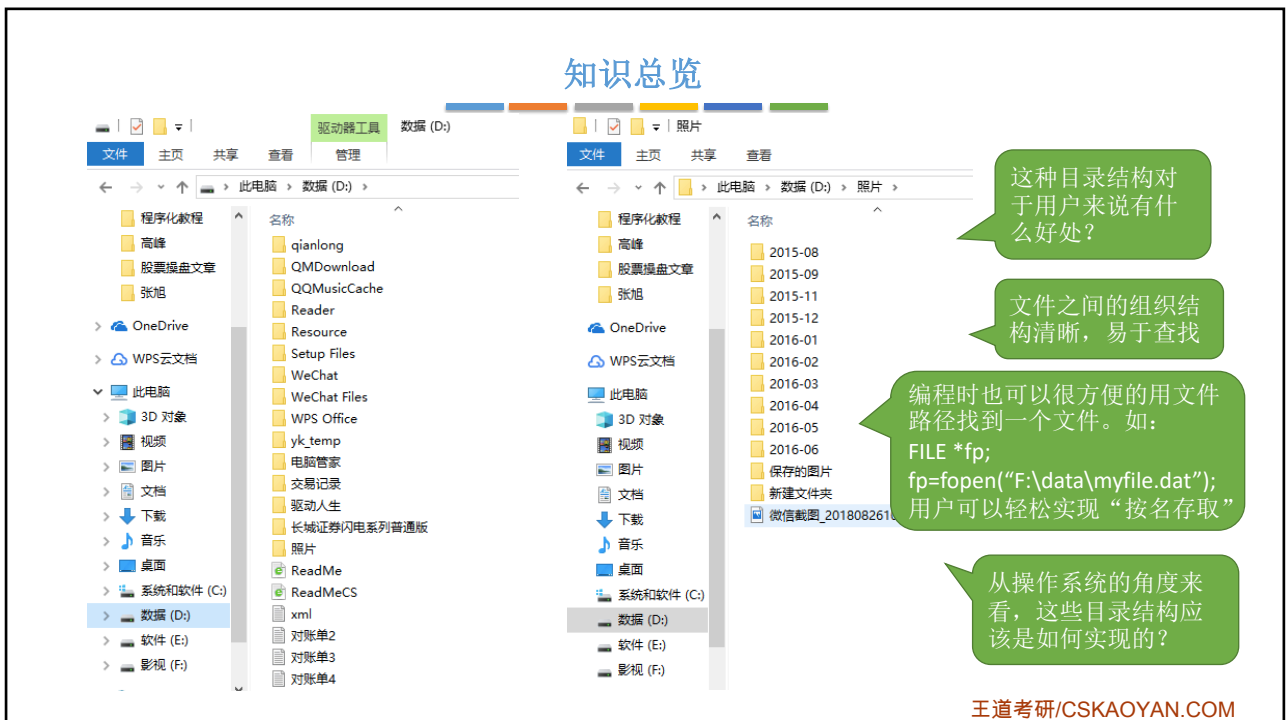 知识总览
驱动器工具 数据 (D:)
文件 主页 共享 查看 管理
此电脑 › 数据 (D:) ›
程序化教程
高峰
股票操盘文章
张旭
OneDrive
WPS云文档
此电脑
3D 对象
视频
图片
文档
下载
音乐
桌面
系统和软件 (C:)
数据 (D:)
软件 (E:)
影视 (F:)
名称
qianlong
QMDownload
QQMusicCache
Reader
Resource
Setup Files
WeChat
WeChat Files
WPS Office
yk_temp
电脑管家
交易记录
驱动人生
长城证券闪电系列普通版
照片
ReadMe
ReadMeCS
xml
对账单2
对账单3
对账单4
照片
文件 主页 共享 查看
此电脑 › 数据 (D:) › 照片 ›
程序化教程
高峰
股票操盘文章
张旭
OneDrive
WPS云文档
此电脑
3D 对象
视频
图片
文档
下载
音乐
桌面
系统和软件 (C:)
数据 (D:)
软件 (E:)
影视 (F:)
名称
2015-08
2015-09
2015-11
2015-12
2016-01
2016-02
2016-03
2016-04
2016-05
2016-06
保存的图片
新建文件夹
微信截图_201808261
这种目录结构对
于用户来说有什
么好处？
文件之间的组织结
构清晰，易于查找
编程时也可以很方便的用文件
路径找到一个文件。如：
FILE *fp;
fp=fopen(“F:\data\myfile.dat”);
用户可以轻松实现“按名存取”
从操作系统的角度来
看，这些目录结构应
该是如何实现的？
王道考研/CSKAOYAN.COM